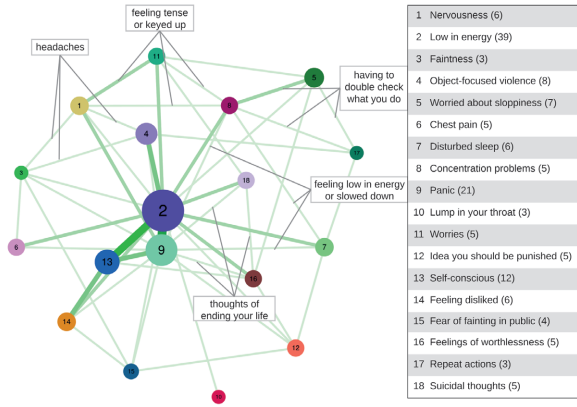 feeling tense
or keyed up
headaches
having to
double check
what you do
feeling low in energy
or slowed down
thoughts of
ending your life
11
5
1
8
4
17
3
18
2
6
9
7
13
16
14
12
15
10
1 Nervousness (6)
2 Low in energy (39)
3 Faintness (3)
4 Object-focused violence (8)
5 Worried about sloppiness (7)
6 Chest pain (5)
7 Disturbed sleep (6)
8 Concentration problems (5)
9 Panic (21)
10 Lump in your throat (3)
11 Worries (5)
12 Idea you should be punished (5)
13 Self-conscious (12)
14 Feeling disliked (6)
15 Fear of fainting in public (4)
16 Feelings of worthlessness (5)
17 Repeat actions (3)
18 Suicidal thoughts (5)